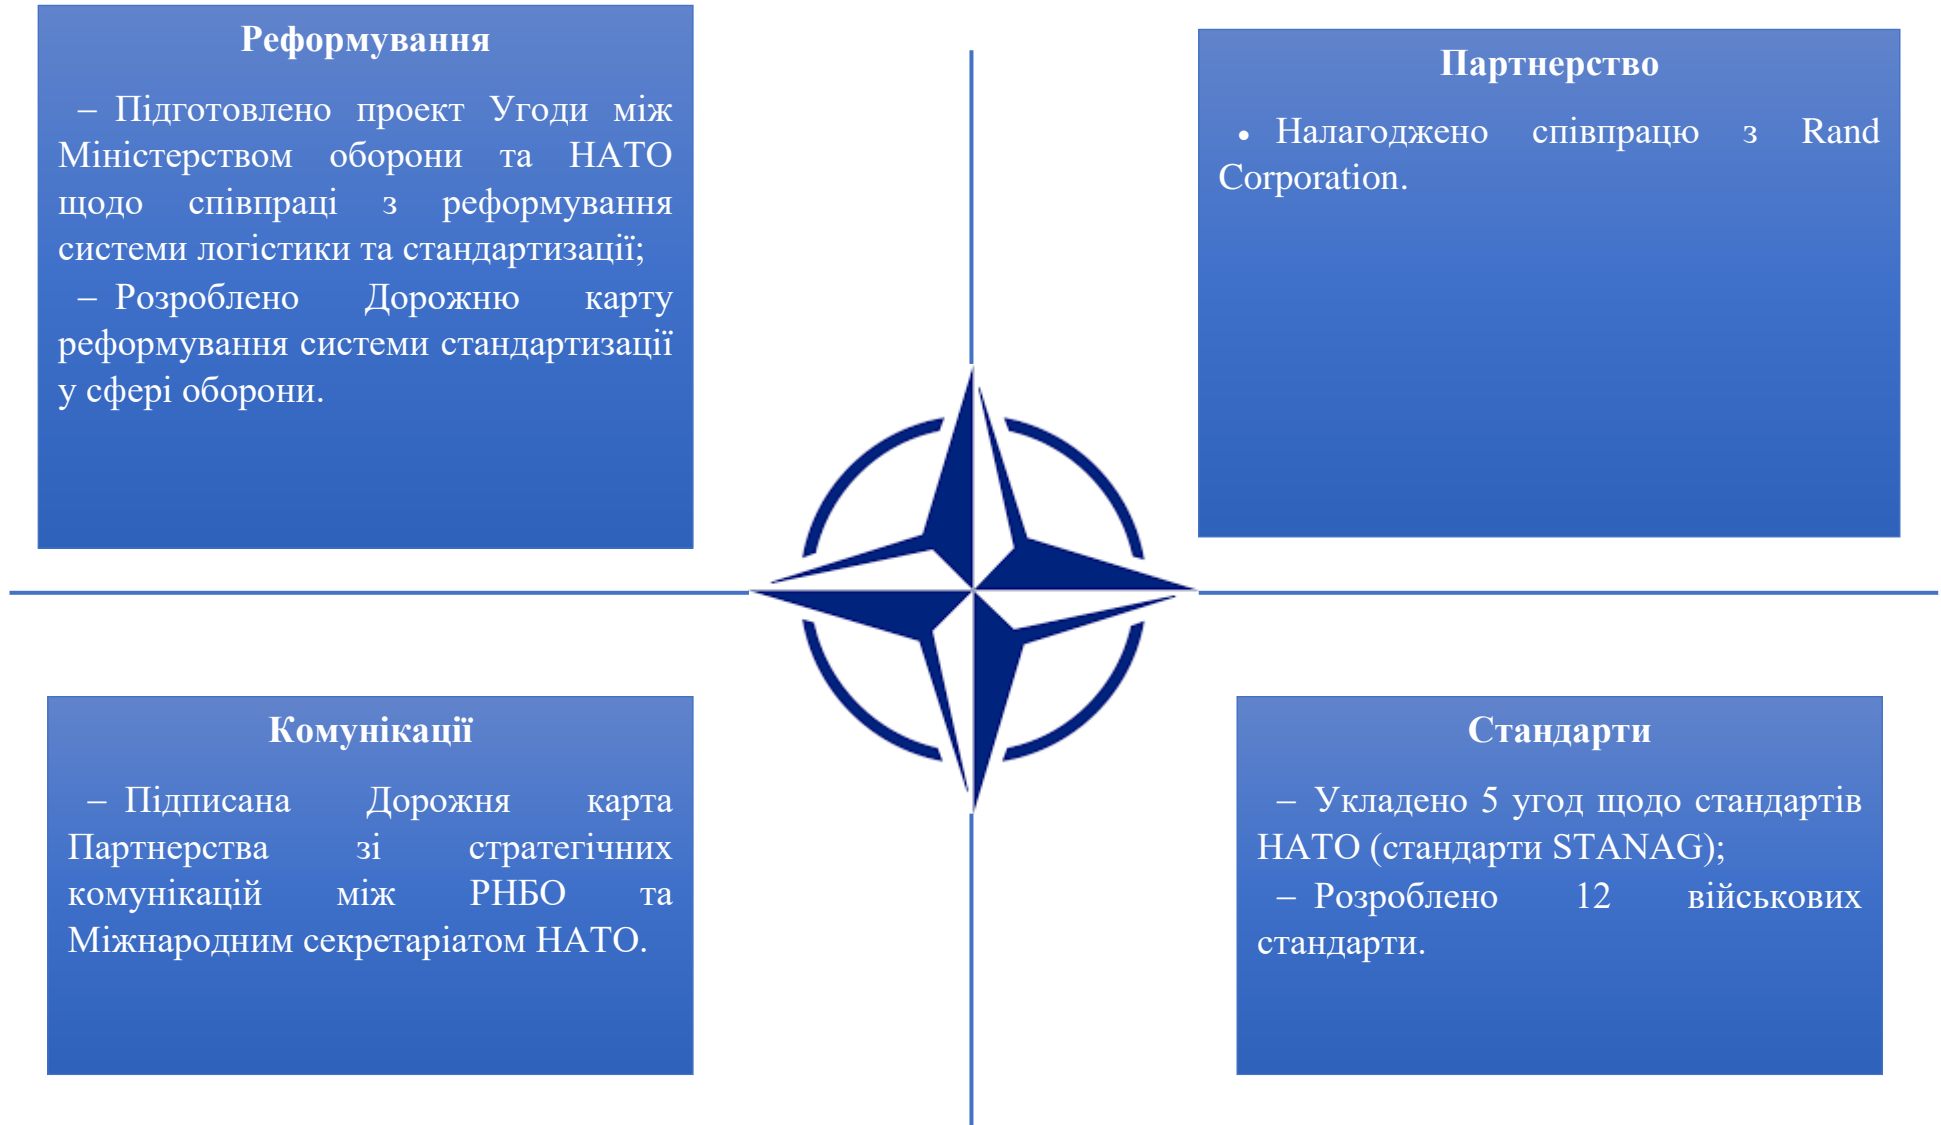 Реформування
– Підготовлено проект Угоди між
Міністерством оборони та НАТО
щодо співпраці з реформування
системи логістики та стандартизації;
– Розроблено Дорожню карту
реформування системи стандартизації
у сфері оборони.
Партнерство
• Налагоджено співпрацю з Rand
Corporation.
Комунікації
– Підписана Дорожня карта
Партнерства зі стратегічних
комунікацій між РНБО та
Міжнародним секретаріатом НАТО.
Стандарти
– Укладено 5 угод щодо стандартів
НАТО (стандарти STANAG);
– Розроблено 12 військових
стандарти.